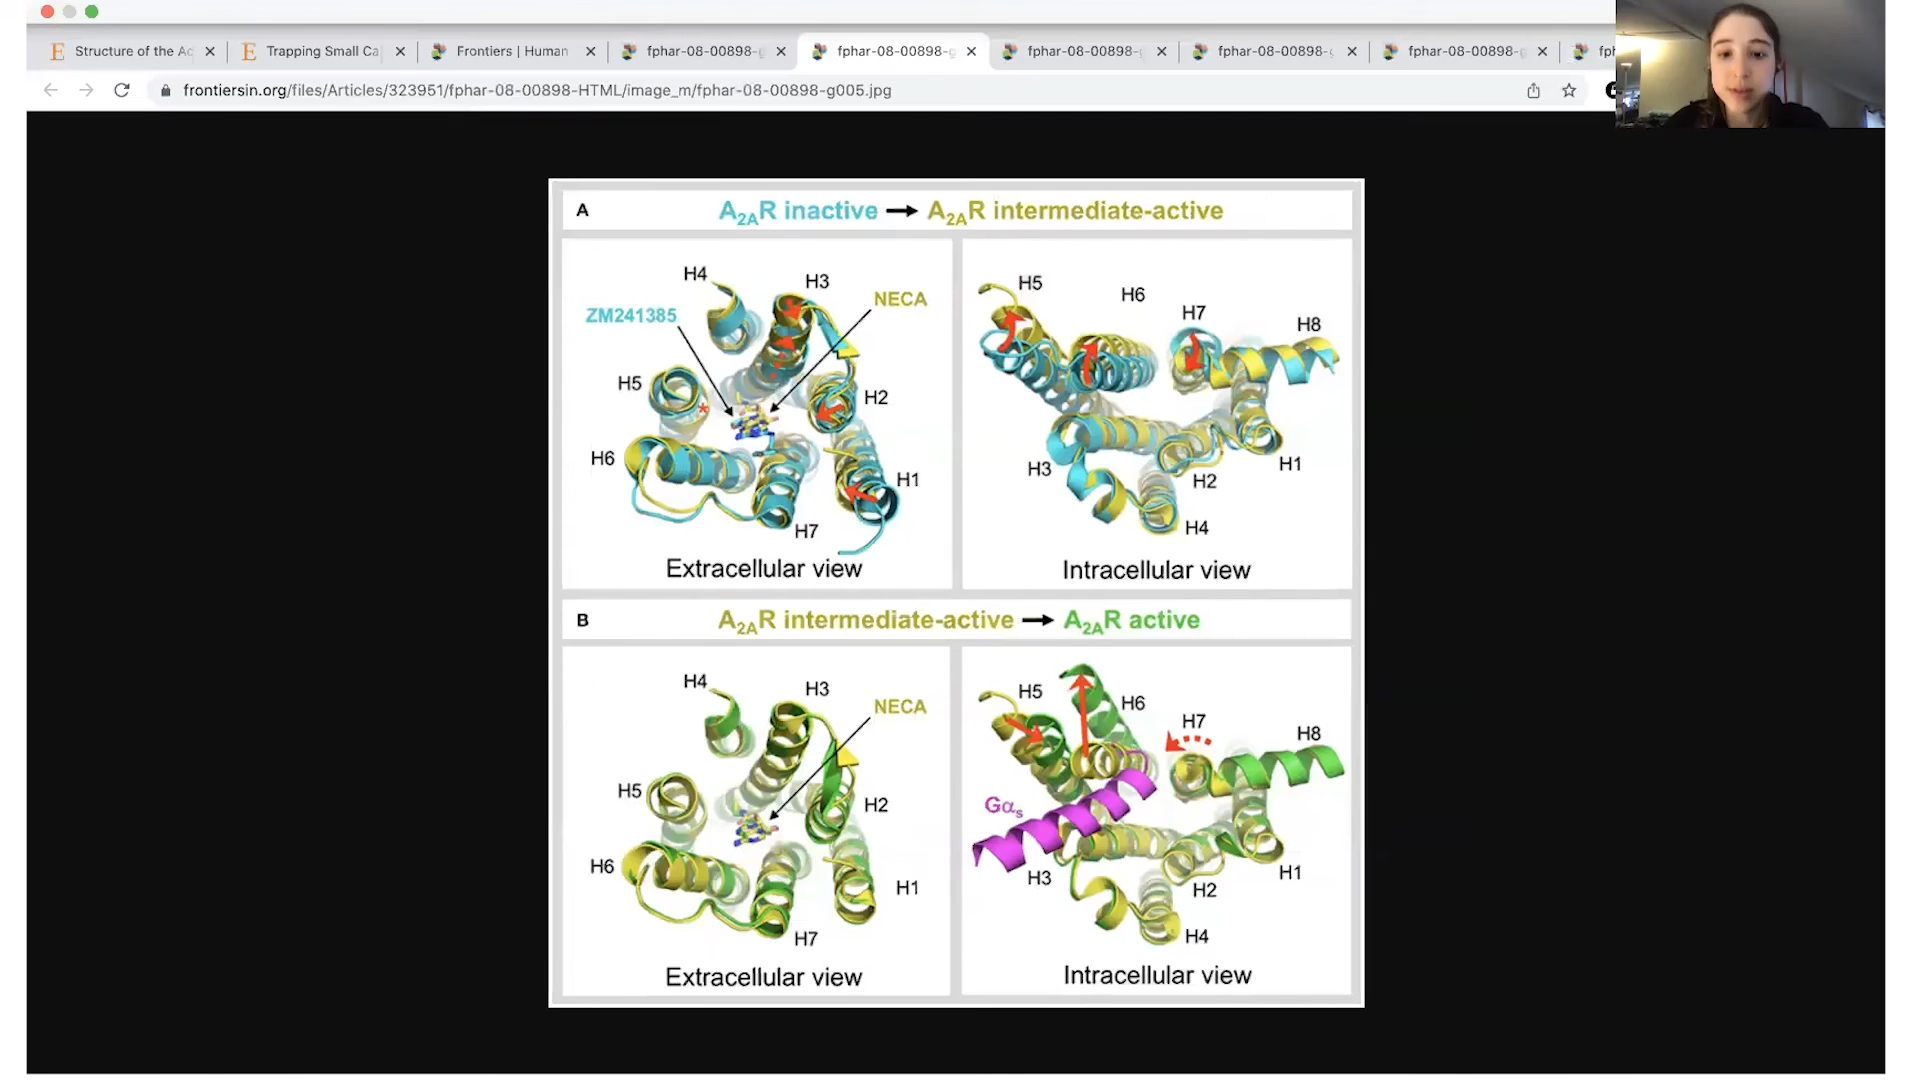 Structure of the Ac
Trapping Small Ca
Frontiers | Human
fphar-08-00898-g
fphar-08-00898-g
fphar-08-00898-
fphar-08-00898-g
fphar-08-00898-g
fph
frontiersin.org/files/Articles/323951/fphar-08-00898-HTML/image_m/fphar-08-00898-g005.jpg
A
A2AR inactive → A2AR intermediate-active
H4
H3
NECA
ZM241385
H5
*
H2
H6
H1
H7
Extracellular view
H5
H6
H7
H8
H3
H2
H1
H4
Intracellular view
B
A2AR intermediate-active → A2AR active
H4
H3
NECA
H5
H2
H6
H1
H7
Extracellular view
H5
H6
H7
H8
Gαs
H3
H2
H1
H4
Intracellular view